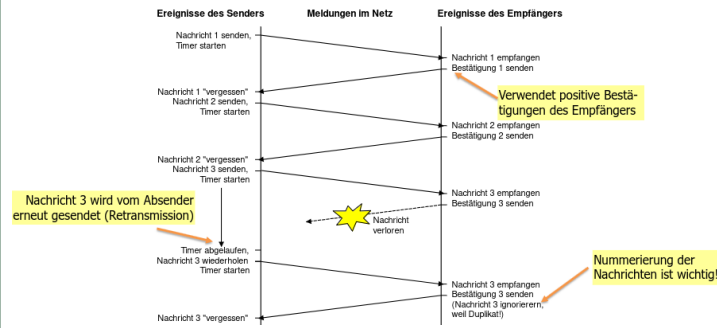 Ereignisse des Senders
Meldungen im Netz
Ereignisse des Empfängers
Nachricht 1 senden,
Timer starten
Nachricht 1 empfangen
Bestätigung 1 senden
Nachricht 1 "vergessen"
Nachricht 2 senden,
Timer starten
Verwendet positive Bestä-
tigungen des Empfängers
Nachricht 2 empfangen
Bestätigung 2 senden
Nachricht 2 "vergessen"
Nachricht 3 senden,
Timer starten
Nachricht 3 empfangen
Bestätigung 3 senden
Nachricht 3 wird vom Absender
erneut gesendet (Retransmission)
Nachricht
verloren
Timer abgelaufen,
Nachricht 3 wiederholen
Timer starten
Nummerierung der
Nachrichten ist wichtig!
Nachricht 3 empfangen
Bestätigung 3 senden
(Nachricht 3 ignorierern,
weil Duplikat!)
Nachricht 3 "vergessen"